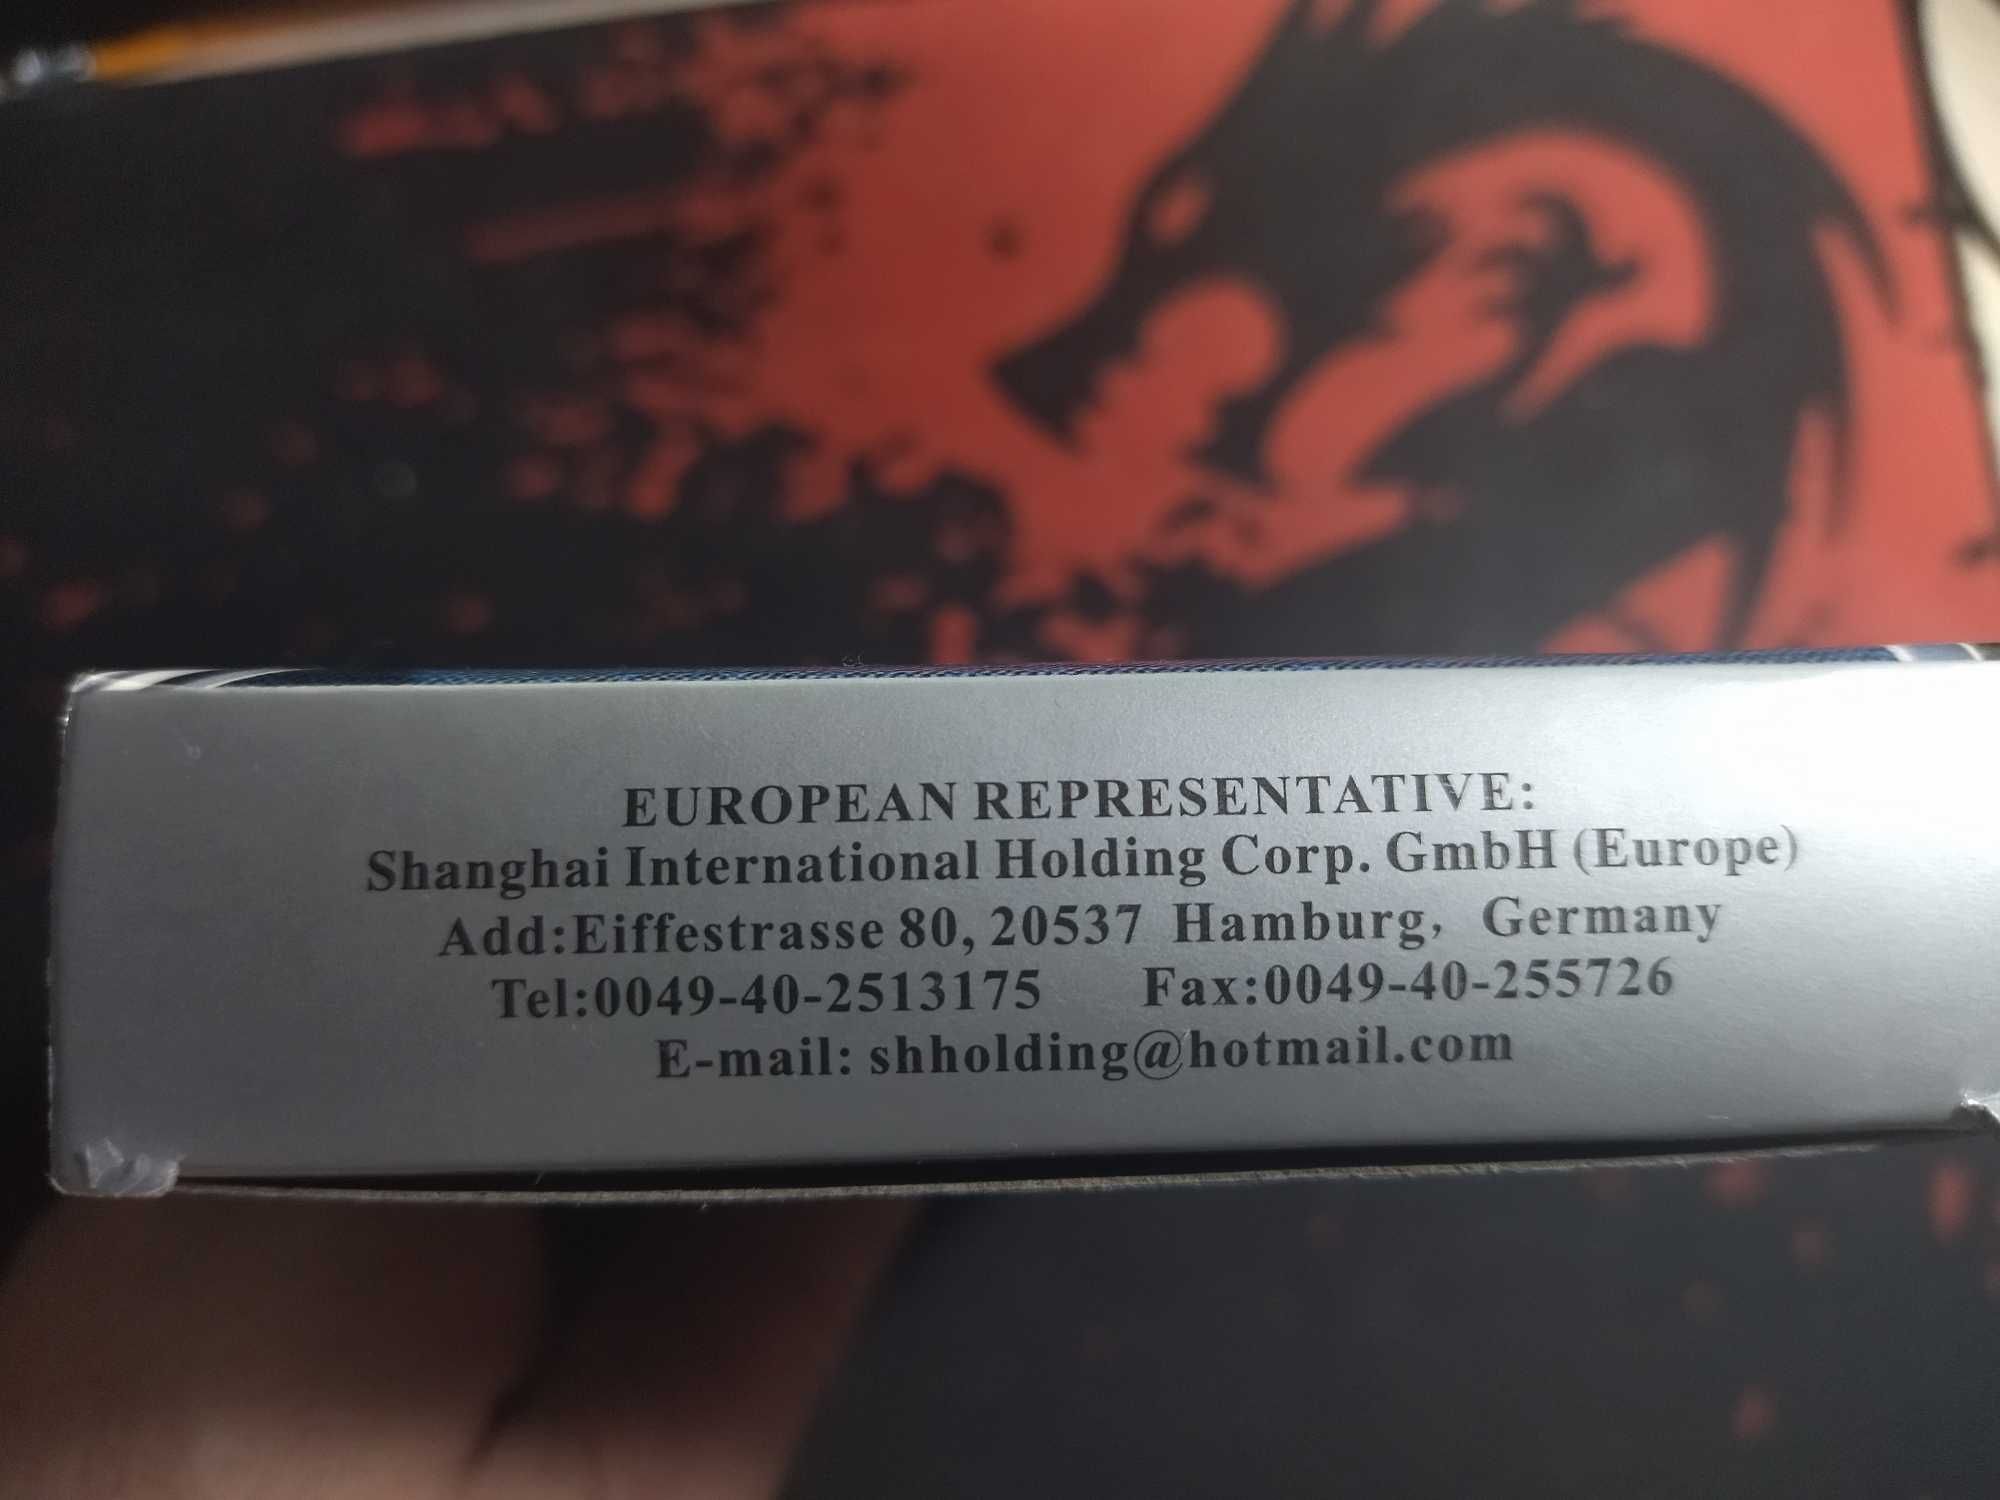 EUROPEAN REPRESENTATIVE:
Shanghai International Holding Corp. GmbH (Europe)
Add:Eiffestrasse 80, 20537 Hamburg, Germany
Tel:0049-40-2513175 Fax:0049-40-255726
E-mail: shholding@hotmail.com